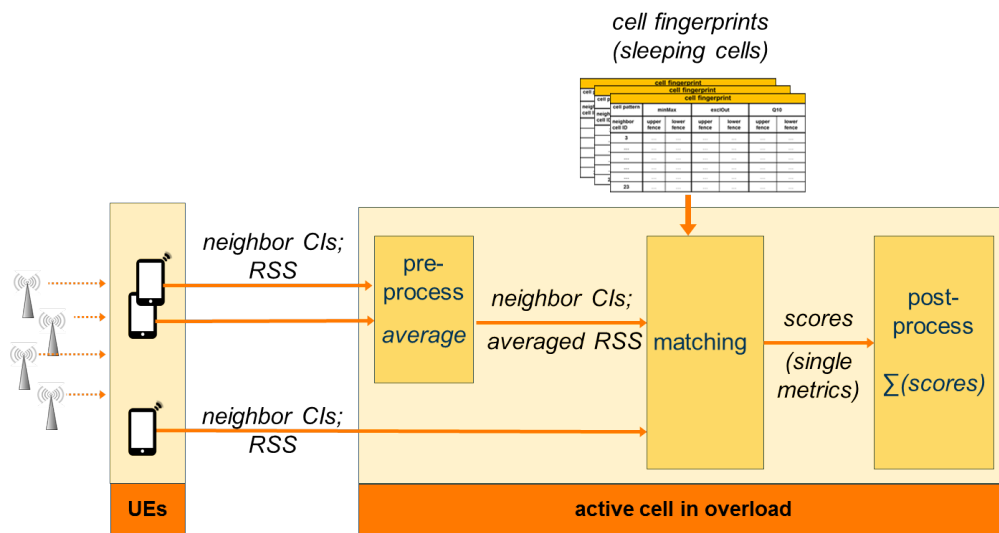 cell fingerprints
(sleeping cells)
cell fingerprint
cell fingerprint
cell fingerprint
cell pattern minMax exclOut Q10
neighbor cell ID upper fence lower fence upper fence lower fence upper fence lower fence
3 ... ... ... ... ... ...
... ... ... ... ... ... ...
... ... ... ... ... ... ...
... ... ... ... ... ... ...
... ... ... ... ... ... ...
23 ... ... ... ... ... ...
neighbor CIs;
RSS
pre-
process
average
neighbor CIs;
averaged RSS
matching
scores
(single
metrics)
post-
process
∑(scores)
neighbor CIs;
RSS
UEs
active cell in overload